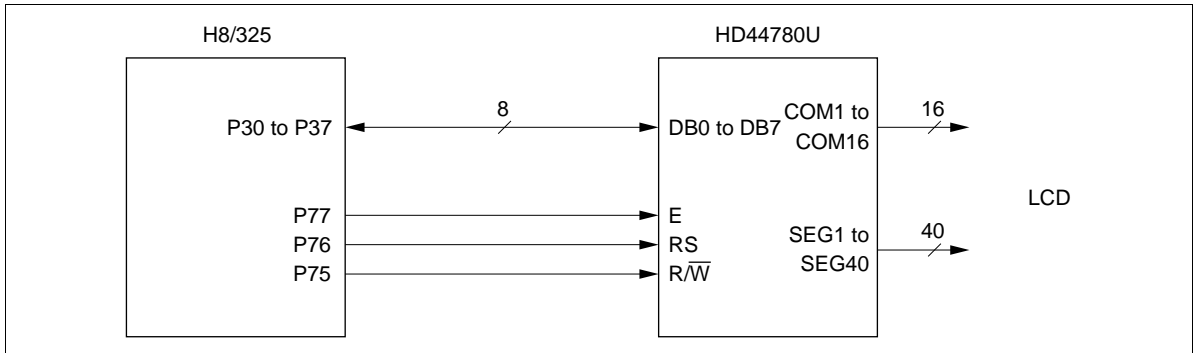 H8/325
HD44780U
P30 to P37
8
DB0 to DB7
COM1 to
COM16
16
P77
E
P76
RS
P75
R/W̅
SEG1 to
SEG40
40
LCD